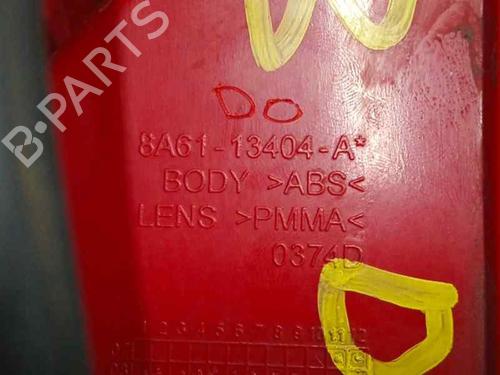 B-PARTS
DO
8A61-13404-A*
BODY >ABS<
LENS >PMMA<
0374D
1 2 3 4 5 6 7 8 9 10 11 12